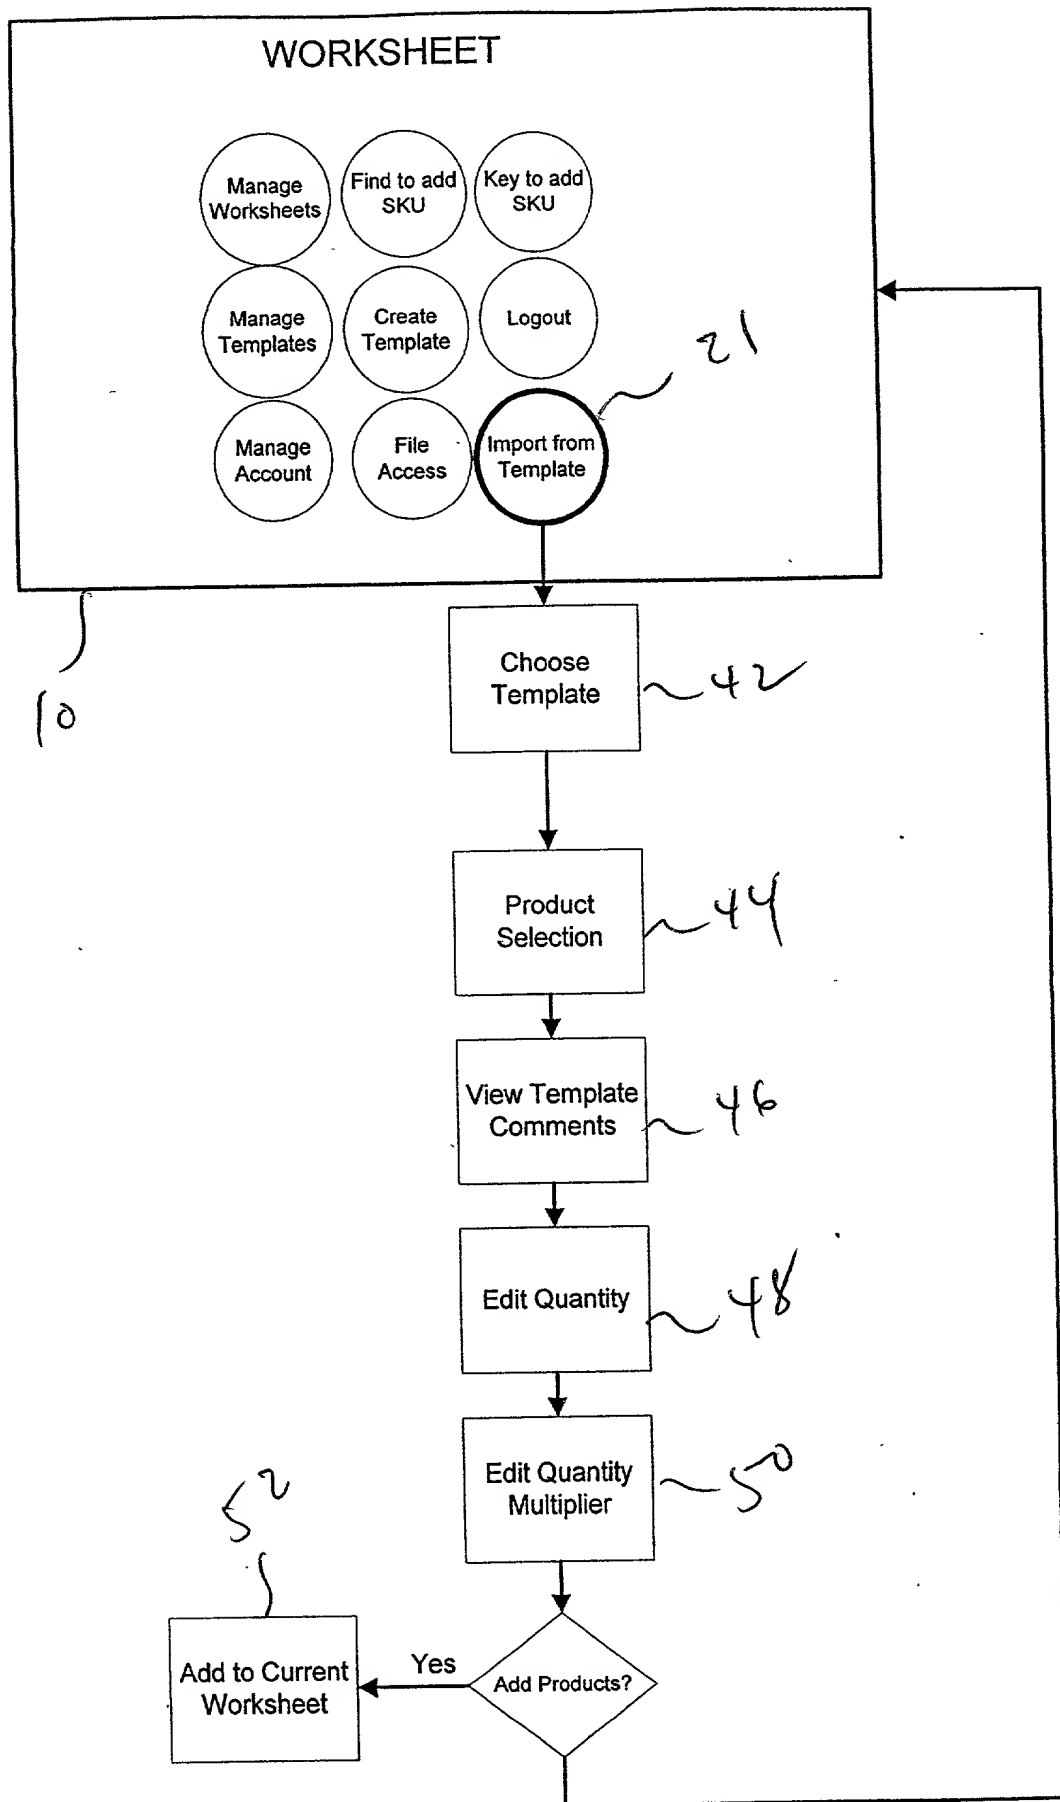 WORKSHEET
Manage
Worksheets
Find to add
SKU
Key to add
SKU
Manage
Templates
Create
Template
Logout
21
Manage
Account
File
Access
Import from
Template
10
Choose
Template
42
Product
Selection
44
View Template
Comments
46
Edit Quantity
48
Edit Quantity
Multiplier
50
52
Add to Current
Worksheet
Yes
Add Products?